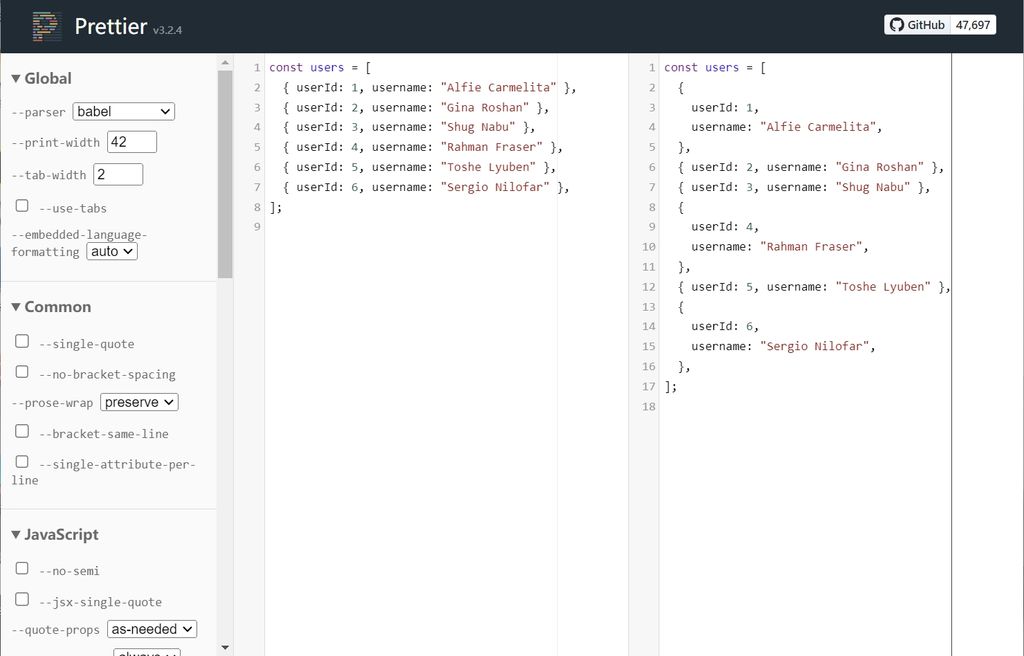 Prettier v3.2.4
GitHub 47,697
▼ Global
--parser babel
--print-width 42
--tab-width 2
--use-tabs
--embedded-language-
formatting auto
▼ Common
--single-quote
--no-bracket-spacing
--prose-wrap preserve
--bracket-same-line
--single-attribute-per-
line
▼ JavaScript
--no-semi
--jsx-single-quote
--quote-props as-needed
always
1 const users = [
2   { userId: 1, username: "Alfie Carmelita" },
3   { userId: 2, username: "Gina Roshan" },
4   { userId: 3, username: "Shug Nabu" },
5   { userId: 4, username: "Rahman Fraser" },
6   { userId: 5, username: "Toshe Lyuben" },
7   { userId: 6, username: "Sergio Nilofar" },
8 ];
9
1 const users = [
2   {
3     userId: 1,
4     username: "Alfie Carmelita",
5   },
6   { userId: 2, username: "Gina Roshan" },
7   { userId: 3, username: "Shug Nabu" },
8   {
9     userId: 4,
10     username: "Rahman Fraser",
11   },
12   { userId: 5, username: "Toshe Lyuben" },
13   {
14     userId: 6,
15     username: "Sergio Nilofar",
16   },
17 ];
18